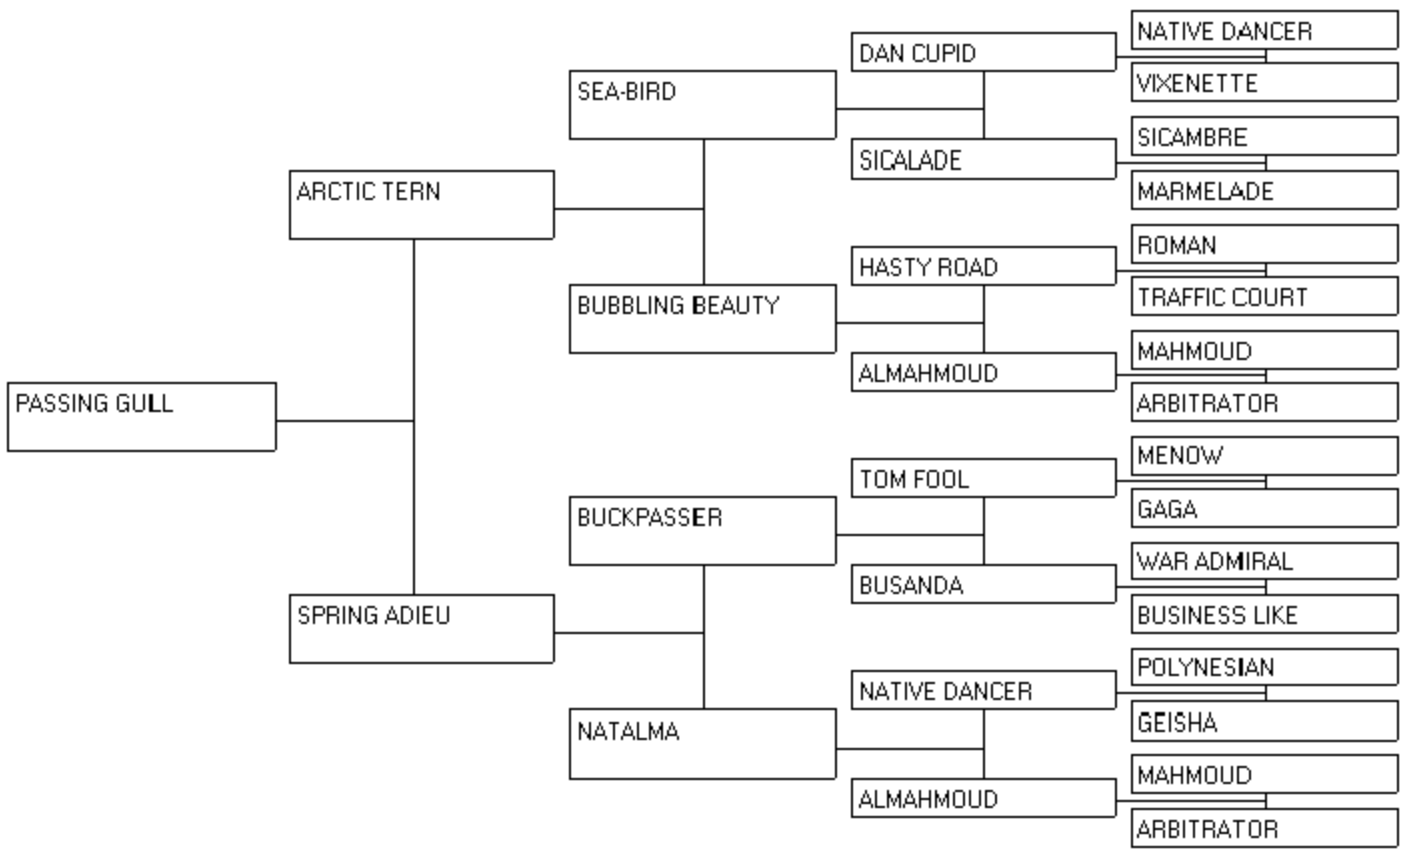 NATIVE DANCER
DAN CUPID
VIXENETTE
SEA-BIRD
SICAMBRE
SICALADE
MARMELADE
ARCTIC TERN
ROMAN
HASTY ROAD
TRAFFIC COURT
BUBBLING BEAUTY
MAHMOUD
ALMAHMOUD
ARBITRATOR
PASSING GULL
MENOW
TOM FOOL
GAGA
BUCKPASSER
WAR ADMIRAL
BUSANDA
BUSINESS LIKE
SPRING ADIEU
POLYNESIAN
NATIVE DANCER
GEISHA
NATALMA
MAHMOUD
ALMAHMOUD
ARBITRATOR